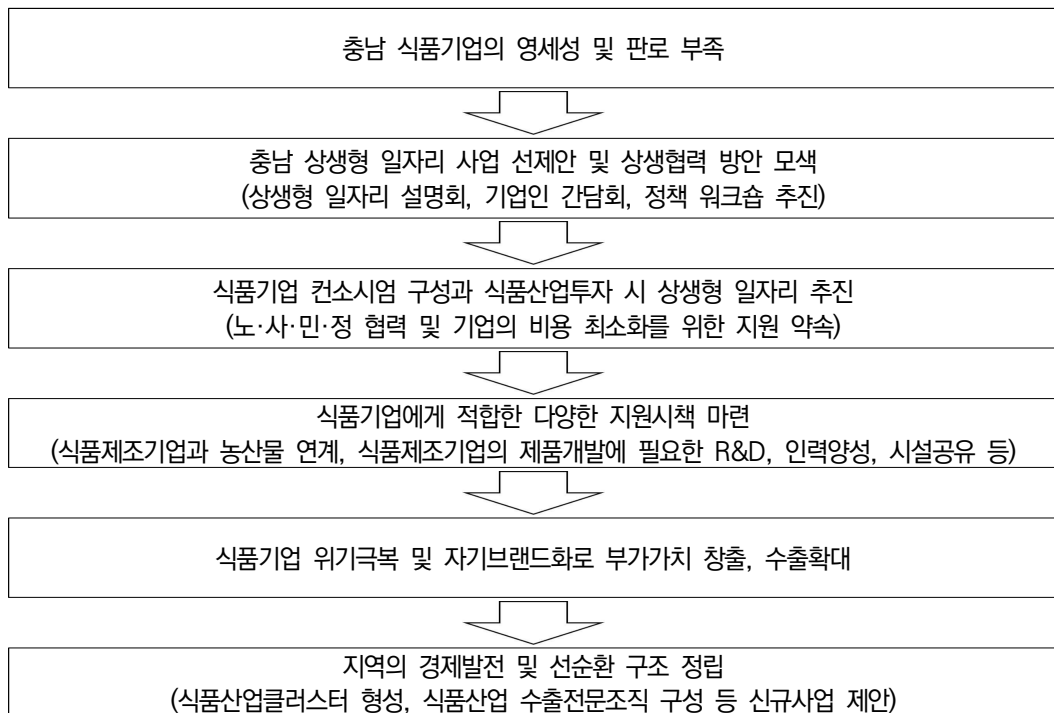 충남 식품기업의 영세성 및 판로 부족
충남 상생형 일자리 사업 선제안 및 상생협력 방안 모색
(상생형 일자리 설명회, 기업인 간담회, 정책 워크숍 추진)
식품기업 컨소시엄 구성과 식품산업투자 시 상생형 일자리 추진
(노·사·민·정 협력 및 기업의 비용 최소화를 위한 지원 약속)
식품기업에게 적합한 다양한 지원시책 마련
(식품제조기업과 농산물 연계, 식품제조기업의 제품개발에 필요한 R&D, 인력양성, 시설공유 등)
식품기업 위기극복 및 자기브랜드화로 부가가치 창출, 수출확대
지역의 경제발전 및 선순환 구조 정립
(식품산업클러스터 형성, 식품산업 수출전문조직 구성 등 신규사업 제안)